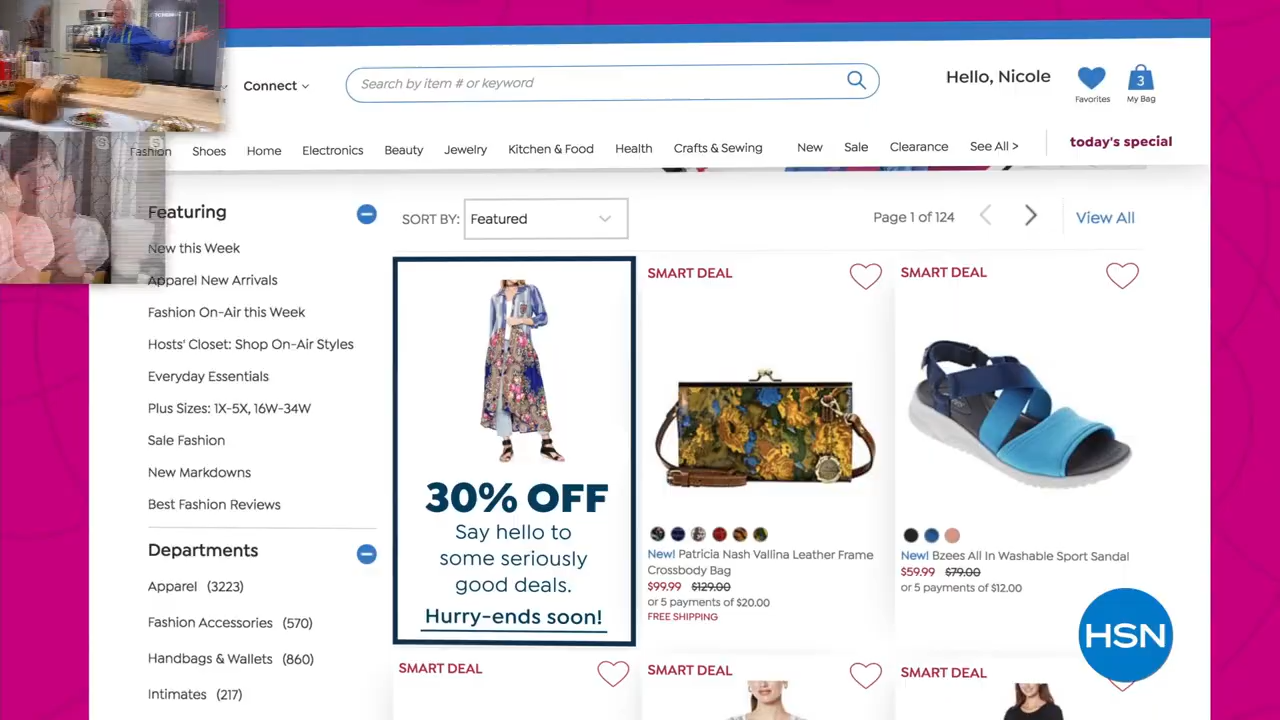 Connect
Search by item # or keyword
Hello, Nicole
Favorites
3
My Bag
Fashion
Shoes
Home
Electronics
Beauty
Jewelry
Kitchen & Food
Health
Crafts & Sewing
New
Sale
Clearance
See All >
today's special
Featuring
New this Week
Apparel New Arrivals
Fashion On-Air this Week
Hosts' Closet: Shop On-Air Styles
Everyday Essentials
Plus Sizes: 1X-5X, 16W-34W
Sale Fashion
New Markdowns
Best Fashion Reviews
Departments
Apparel (3223)
Fashion Accessories (570)
Handbags & Wallets (860)
Intimates (217)
SORT BY: Featured
Page 1 of 124
View All
30% OFF
Say hello to
some seriously
good deals.
Hurry-ends soon!
SMART DEAL
New! Patricia Nash Vallina Leather Frame
Crossbody Bag
$99.99 $129.00
or 5 payments of $20.00
FREE SHIPPING
SMART DEAL
New! Bzees All In Washable Sport Sandal
$59.99 $79.00
or 5 payments of $12.00
SMART DEAL
SMART DEAL
SMART DEAL
HSN